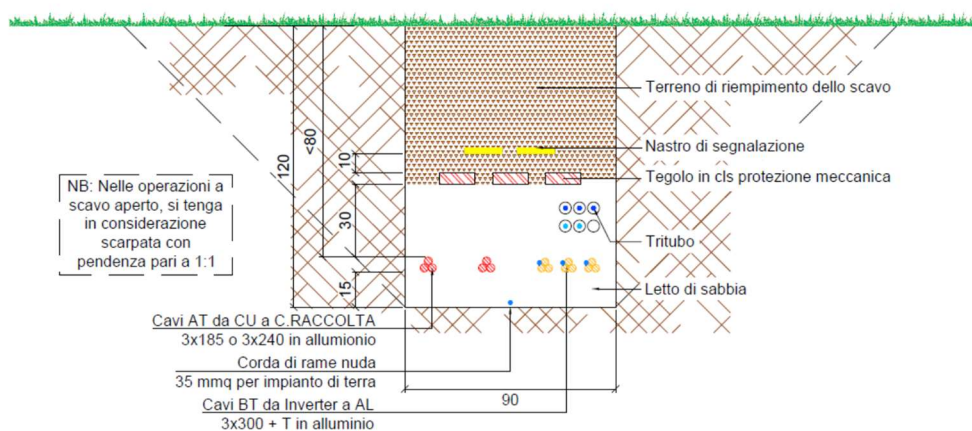 Terreno di riempimento dello scavo
<80
120
10
Nastro di segnalazione
Tegolo in cls protezione meccanica
NB: Nelle operazioni a
scavo aperto, si tenga
in considerazione
scarpata con
pendenza pari a 1:1
30
Tritubo
15
Letto di sabbia
Cavi AT da CU a C.RACCOLTA
3x185 o 3x240 in allumionio
Corda di rame nuda
35 mmq per impianto di terra
90
Cavi BT da Inverter a AL
3x300 + T in alluminio